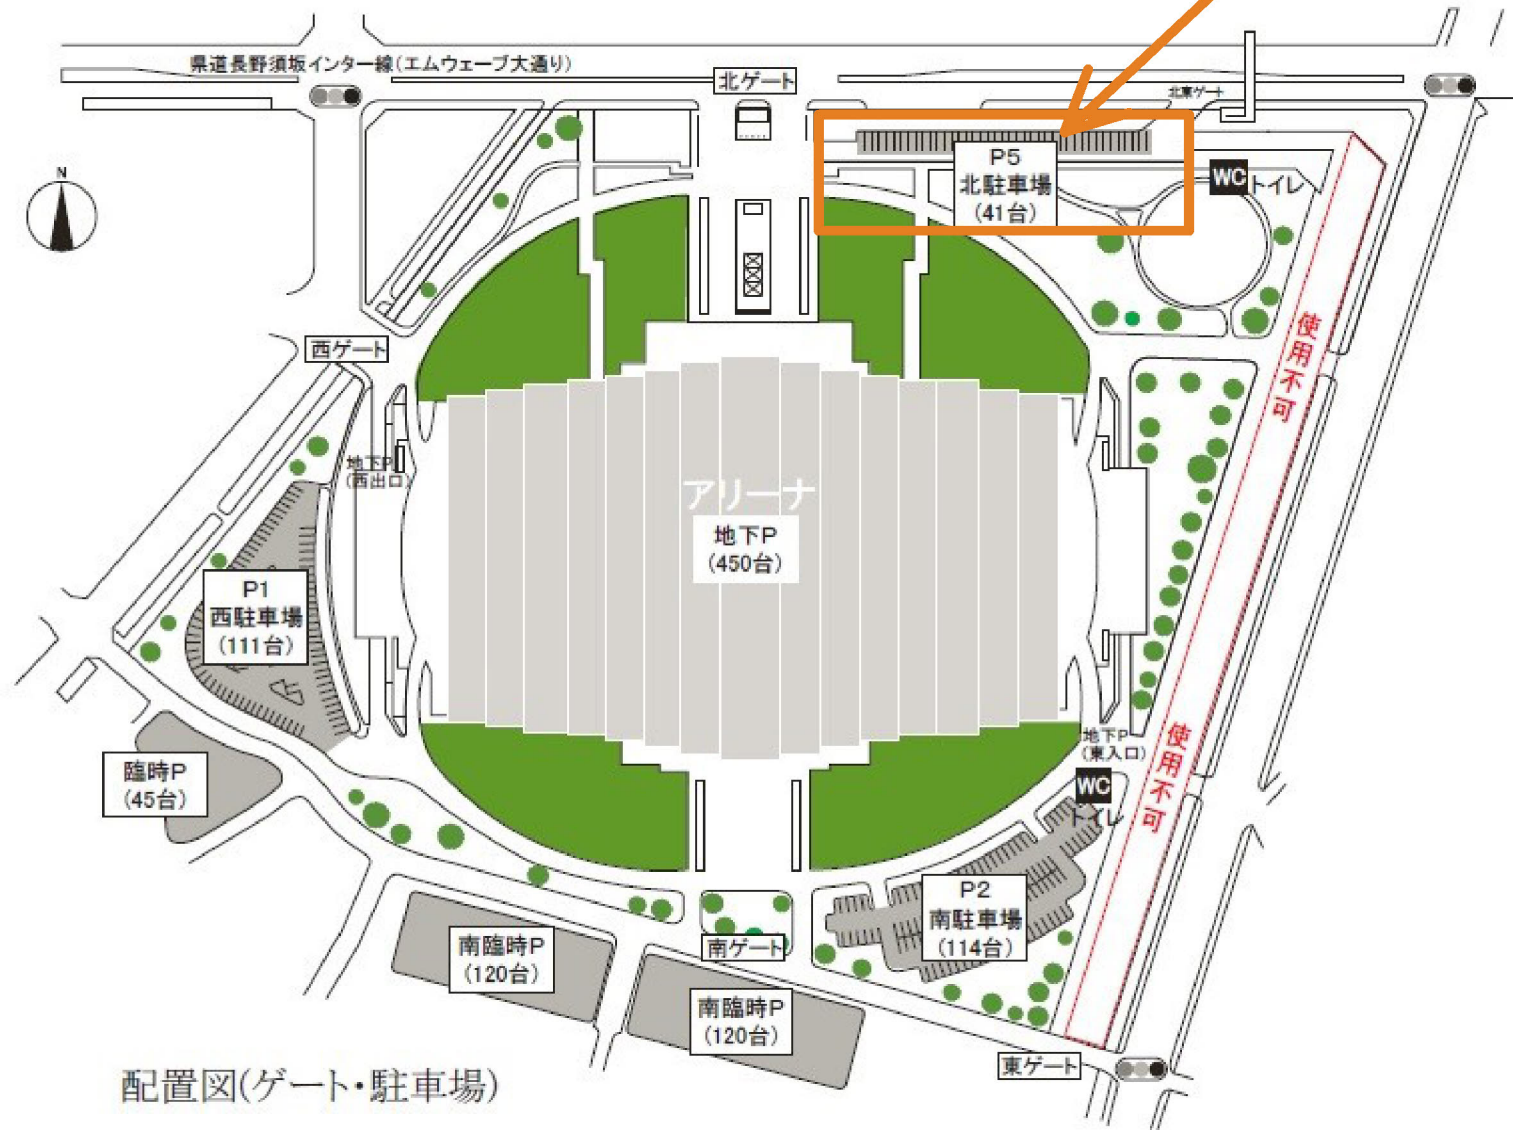 県道長野須坂インター線(エムウェーブ大通り)
北ゲート
北東ゲート
N
P5
北駐車場
(41台)
WC
トイレ
西ゲート
使用不可
地下P
(西出口)
アリーナ
地下P
(450台)
P1
西駐車場
(111台)
地下P
(東入口)
使用不可
WC
トイレ
臨時P
(45台)
P2
南駐車場
(114台)
南臨時P
(120台)
南ゲート
南臨時P
(120台)
東ゲート
配置図(ゲート・駐車場)